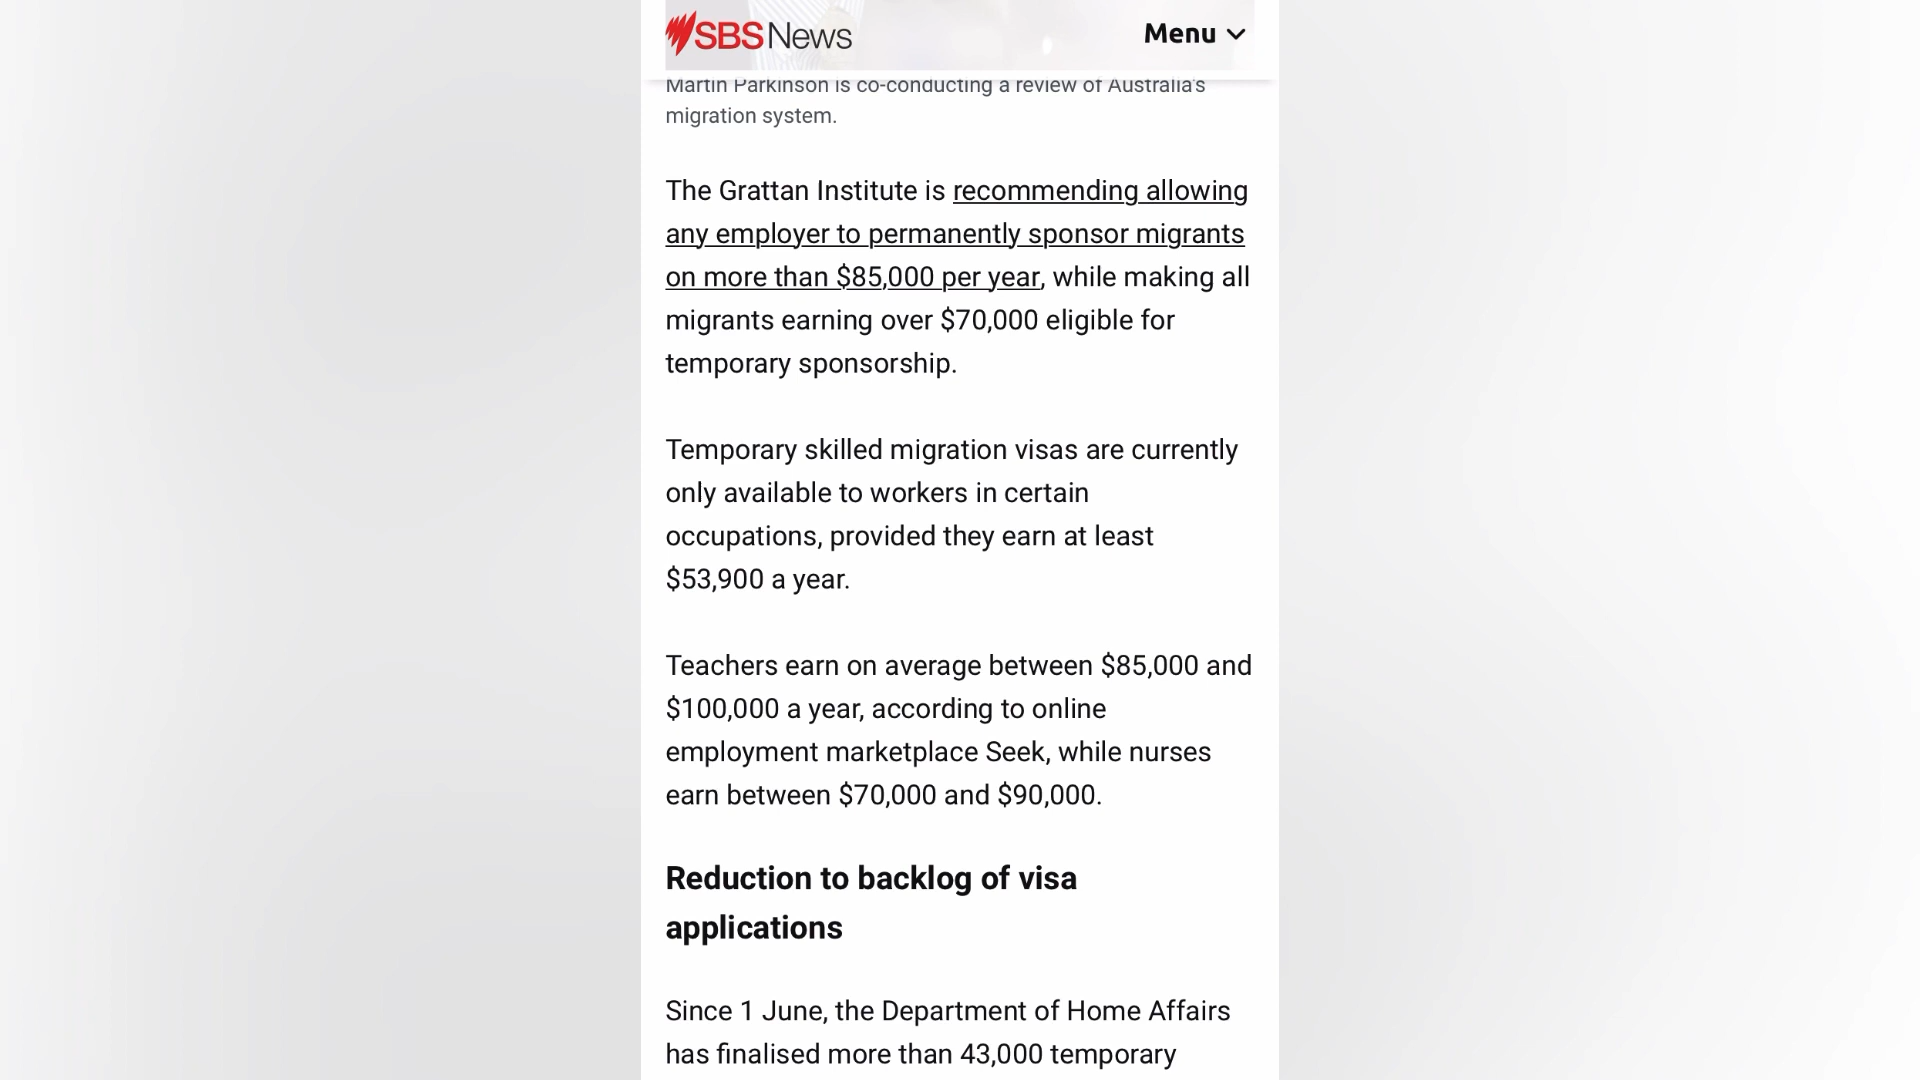 SBS News
Menu
Martin Parkinson is co-conducting a review of Australia's
migration system.
The Grattan Institute is recommending allowing
any employer to permanently sponsor migrants
on more than $85,000 per year, while making all
migrants earning over $70,000 eligible for
temporary sponsorship.
Temporary skilled migration visas are currently
only available to workers in certain
occupations, provided they earn at least
$53,900 a year.
Teachers earn on average between $85,000 and
$100,000 a year, according to online
employment marketplace Seek, while nurses
earn between $70,000 and $90,000.
Reduction to backlog of visa
applications
Since 1 June, the Department of Home Affairs
has finalised more than 43,000 temporary